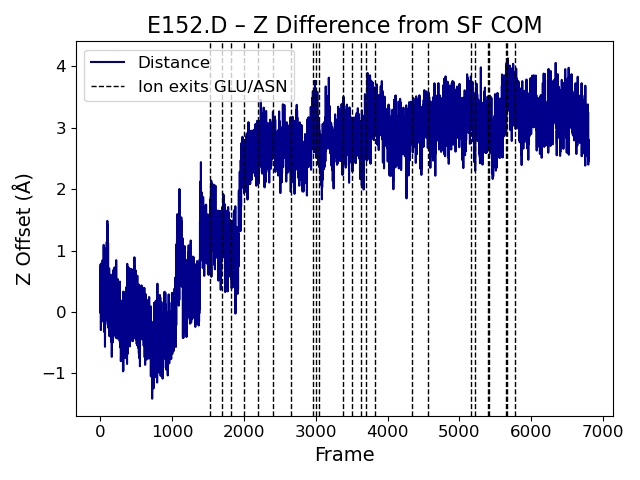 E152.D – Z Difference from SF COM
Distance
Ion exits GLU/ASN
Z Offset (Å)
4
3
2
1
0
−1
0 1000 2000 3000 4000 5000 6000 7000
Frame